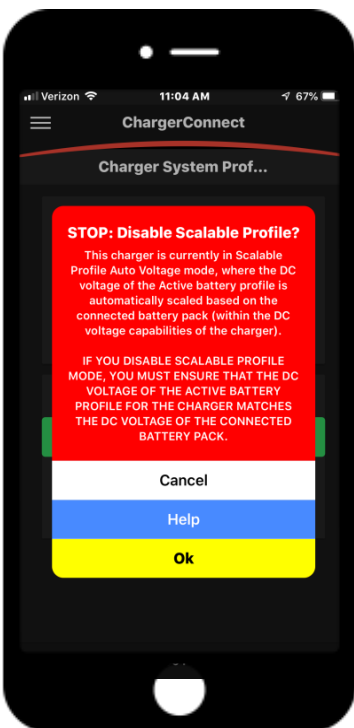 Verizon 11:04 AM 67%
ChargerConnect
Charger System Prof...
STOP: Disable Scalable Profile?
This charger is currently in Scalable
Profile Auto Voltage mode, where the DC
voltage of the Active battery profile is
automatically scaled based on the
connected battery pack (within the DC
voltage capabilities of the charger).
IF YOU DISABLE SCALABLE PROFILE
MODE, YOU MUST ENSURE THAT THE DC
VOLTAGE OF THE ACTIVE BATTERY
PROFILE FOR THE CHARGER MATCHES
THE DC VOLTAGE OF THE CONNECTED
BATTERY PACK.
Cancel
Help
Ok